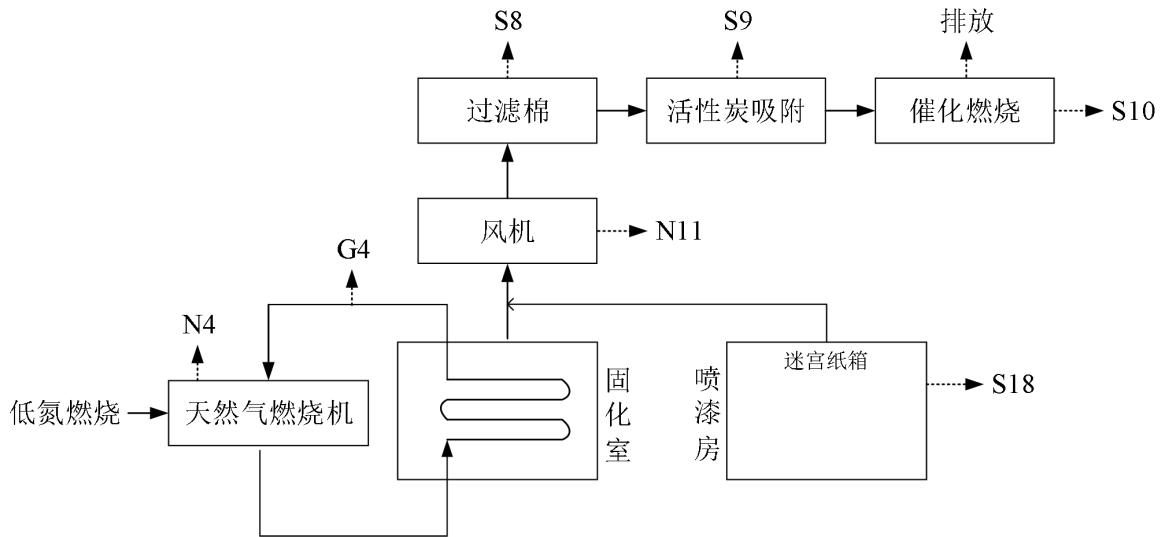 S8
S9
排放
过滤棉
活性炭吸附
催化燃烧
S10
风机
N11
G4
N4
迷宫纸箱
固化室
喷漆房
S18
低氮燃烧
天然气燃烧机